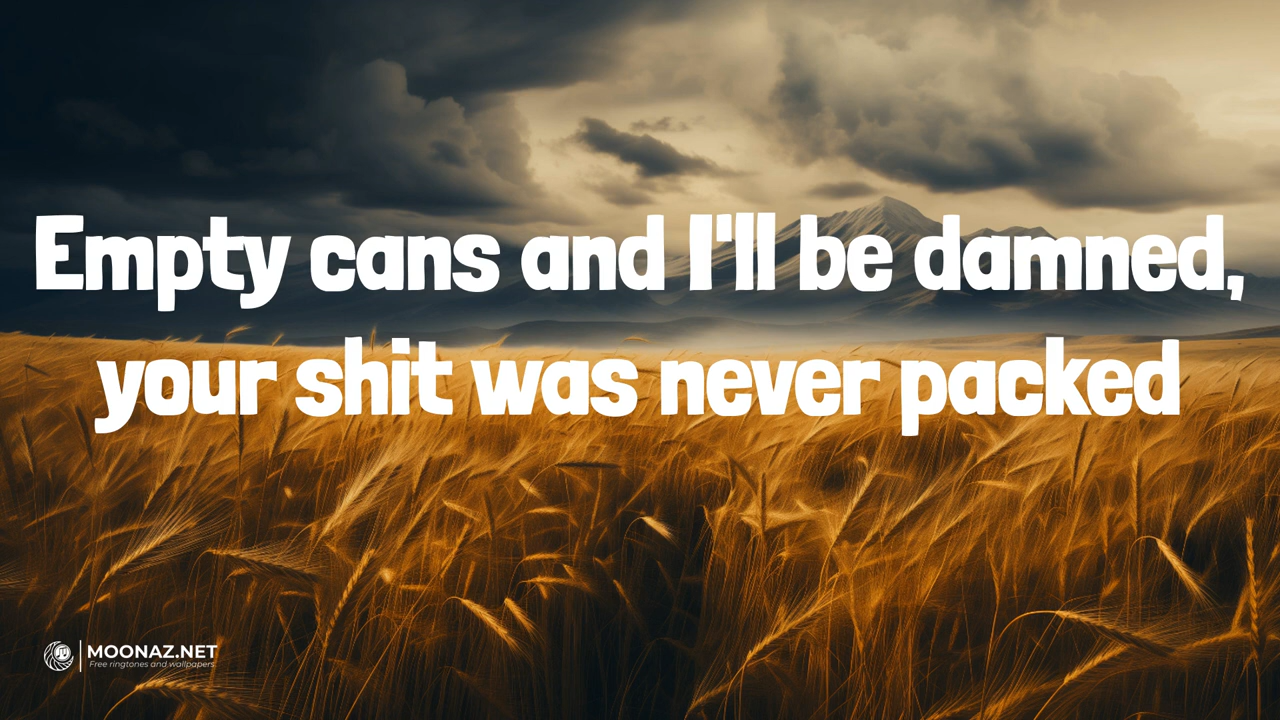 Empty cans and I'll be damned,
your shit was never packed
MOONAZ.NET
Free ringtones and wallpapers